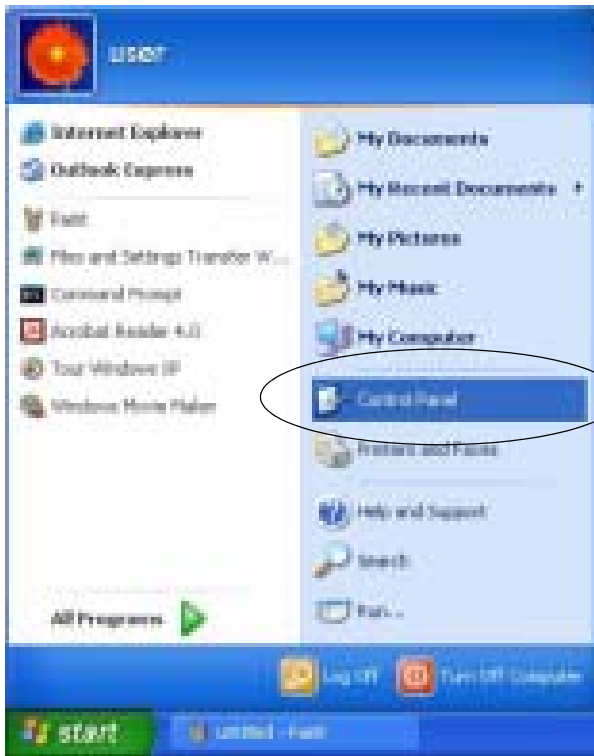 user
Internet Explorer
Outlook Express
Paint
Files and Settings Transfer W...
Command Prompt
Acrobat Reader 4.0
Tour Windows XP
Windows Movie Maker
All Programs
My Documents
My Recent Documents
My Pictures
My Music
My Computer
Control Panel
Printers and Faxes
Help and Support
Search
Run...
Log Off
Turn Off Computer
start
untitled - Paint